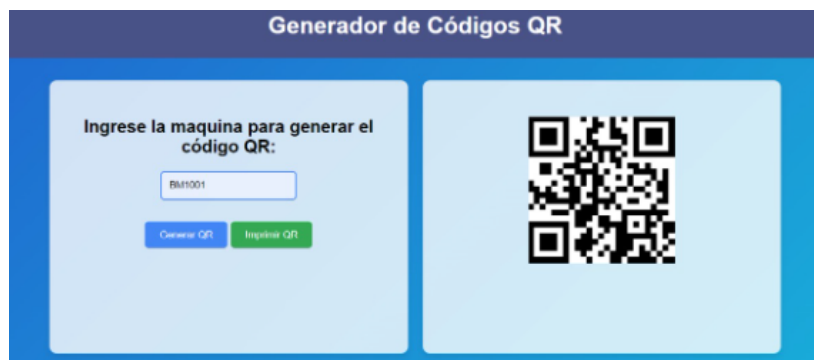 Generador de Códigos QR
Ingrese la maquina para generar el
código QR:
BM1001
Generar QR
Imprimir QR